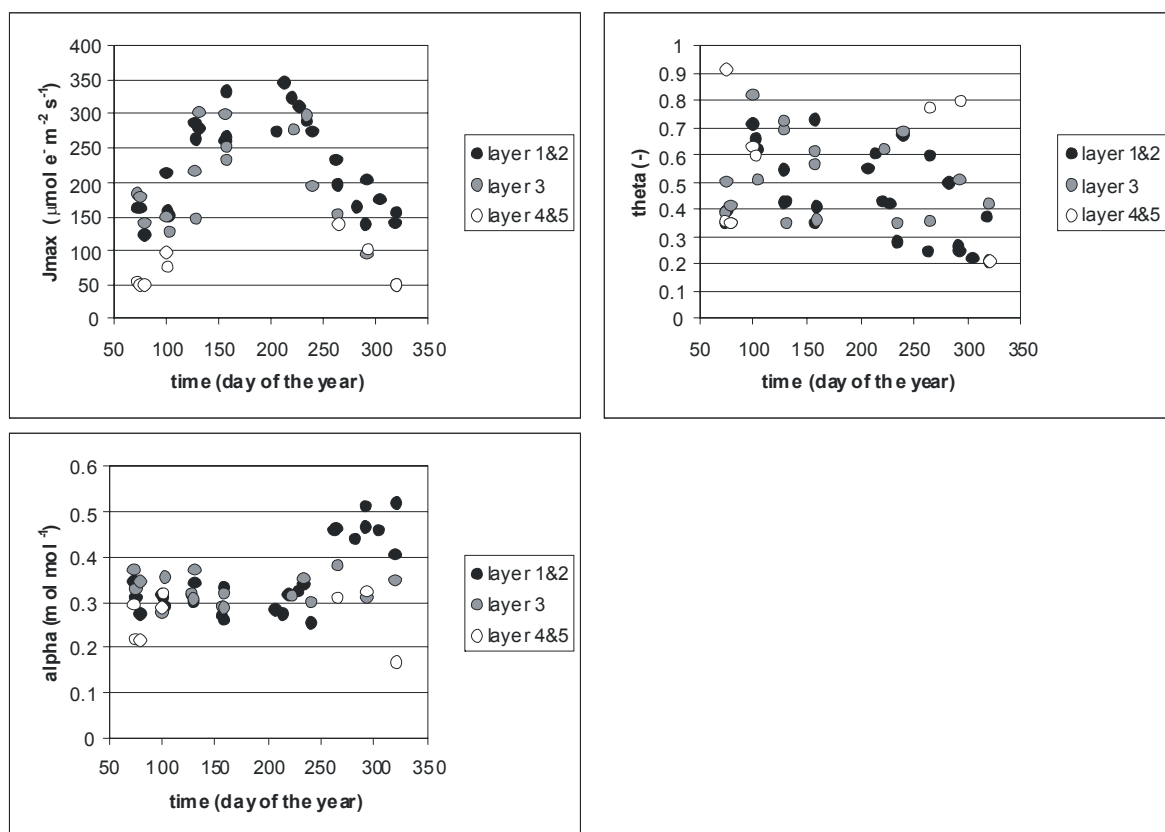 400
350
300
250
200
150
100
50
0
Jmax (μmol e⁻ m⁻² s⁻¹)
50 100 150 200 250 300 350
time (day of the year)
layer 1&2
layer 3
layer 4&5
1
0.9
0.8
0.7
0.6
0.5
0.4
0.3
0.2
0.1
0
theta (-)
50 100 150 200 250 300 350
time (day of the year)
layer 1&2
layer 3
layer 4&5
0.6
0.5
0.4
0.3
0.2
0.1
0
alpha (mol mol⁻¹)
50 100 150 200 250 300 350
time (day of the year)
layer 1&2
layer 3
layer 4&5